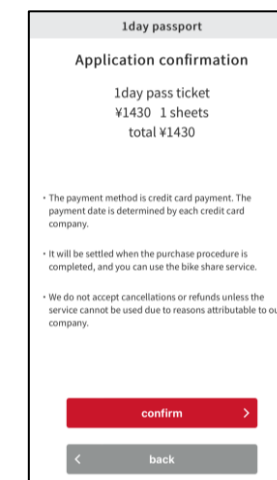 1day passport
Application confirmation
1day pass ticket
¥1430 1 sheets
total ¥1430
・The payment method is credit card payment. The
payment date is determined by each credit card
company.
・It will be settled when the purchase procedure is
completed, and you can use the bike share service.
・We do not accept cancellations or refunds unless the
service cannot be used due to reasons attributable to ou
company.
confirm
back